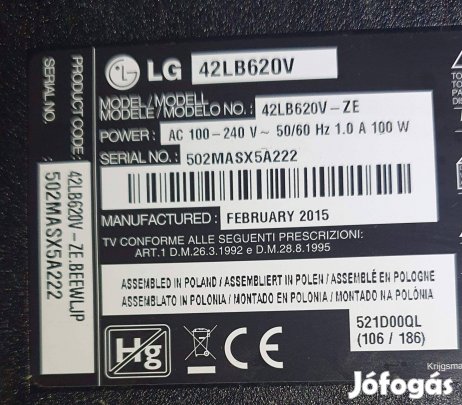 LG 42LB620V
MODEL/MODELL
MODÈLE/MODELO NO.: 42LB620V-ZE
POWER: AC 100-240 V~ 50/60 Hz 1.0 A 100 W
SERIAL NO.: 502MASX5A222
MANUFACTURED: FEBRUARY 2015
TV CONFORME ALLE SEGUENTI PRESCRIZIONI:
ART.1 D.M.26.3.1992 e D.M.28.8.1995
ASSEMBLED IN POLAND / ASSEMBLIERT IN POLEN / ASSEMBLÉ EN POLOGNE
ASSEMBLATO IN POLONIA / MONTADO EN POLONIA / MONTADO NA POLÓNIA
Hg
CE
521D00QL
(106 / 186)
PRODUCT CODE: 42LB620V-ZE.BEEWLJP
SERIAL NO.: 502MASX5A222
Krijgsma
Jófogás